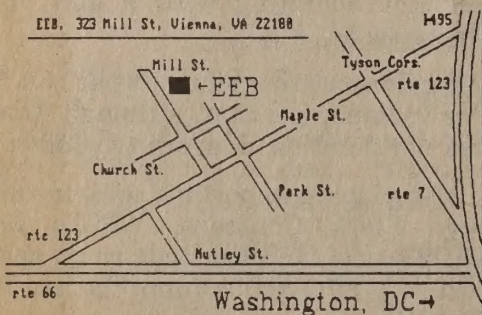 EEB, 323 Mill St, Vienna, VA 22180
I-495
Mill St.
Tyson Cors.
←EEB
rte 123
Maple St.
Church St.
Park St.
rte 7
rte 123
Nutley St.
rte 66
Washington, DC→